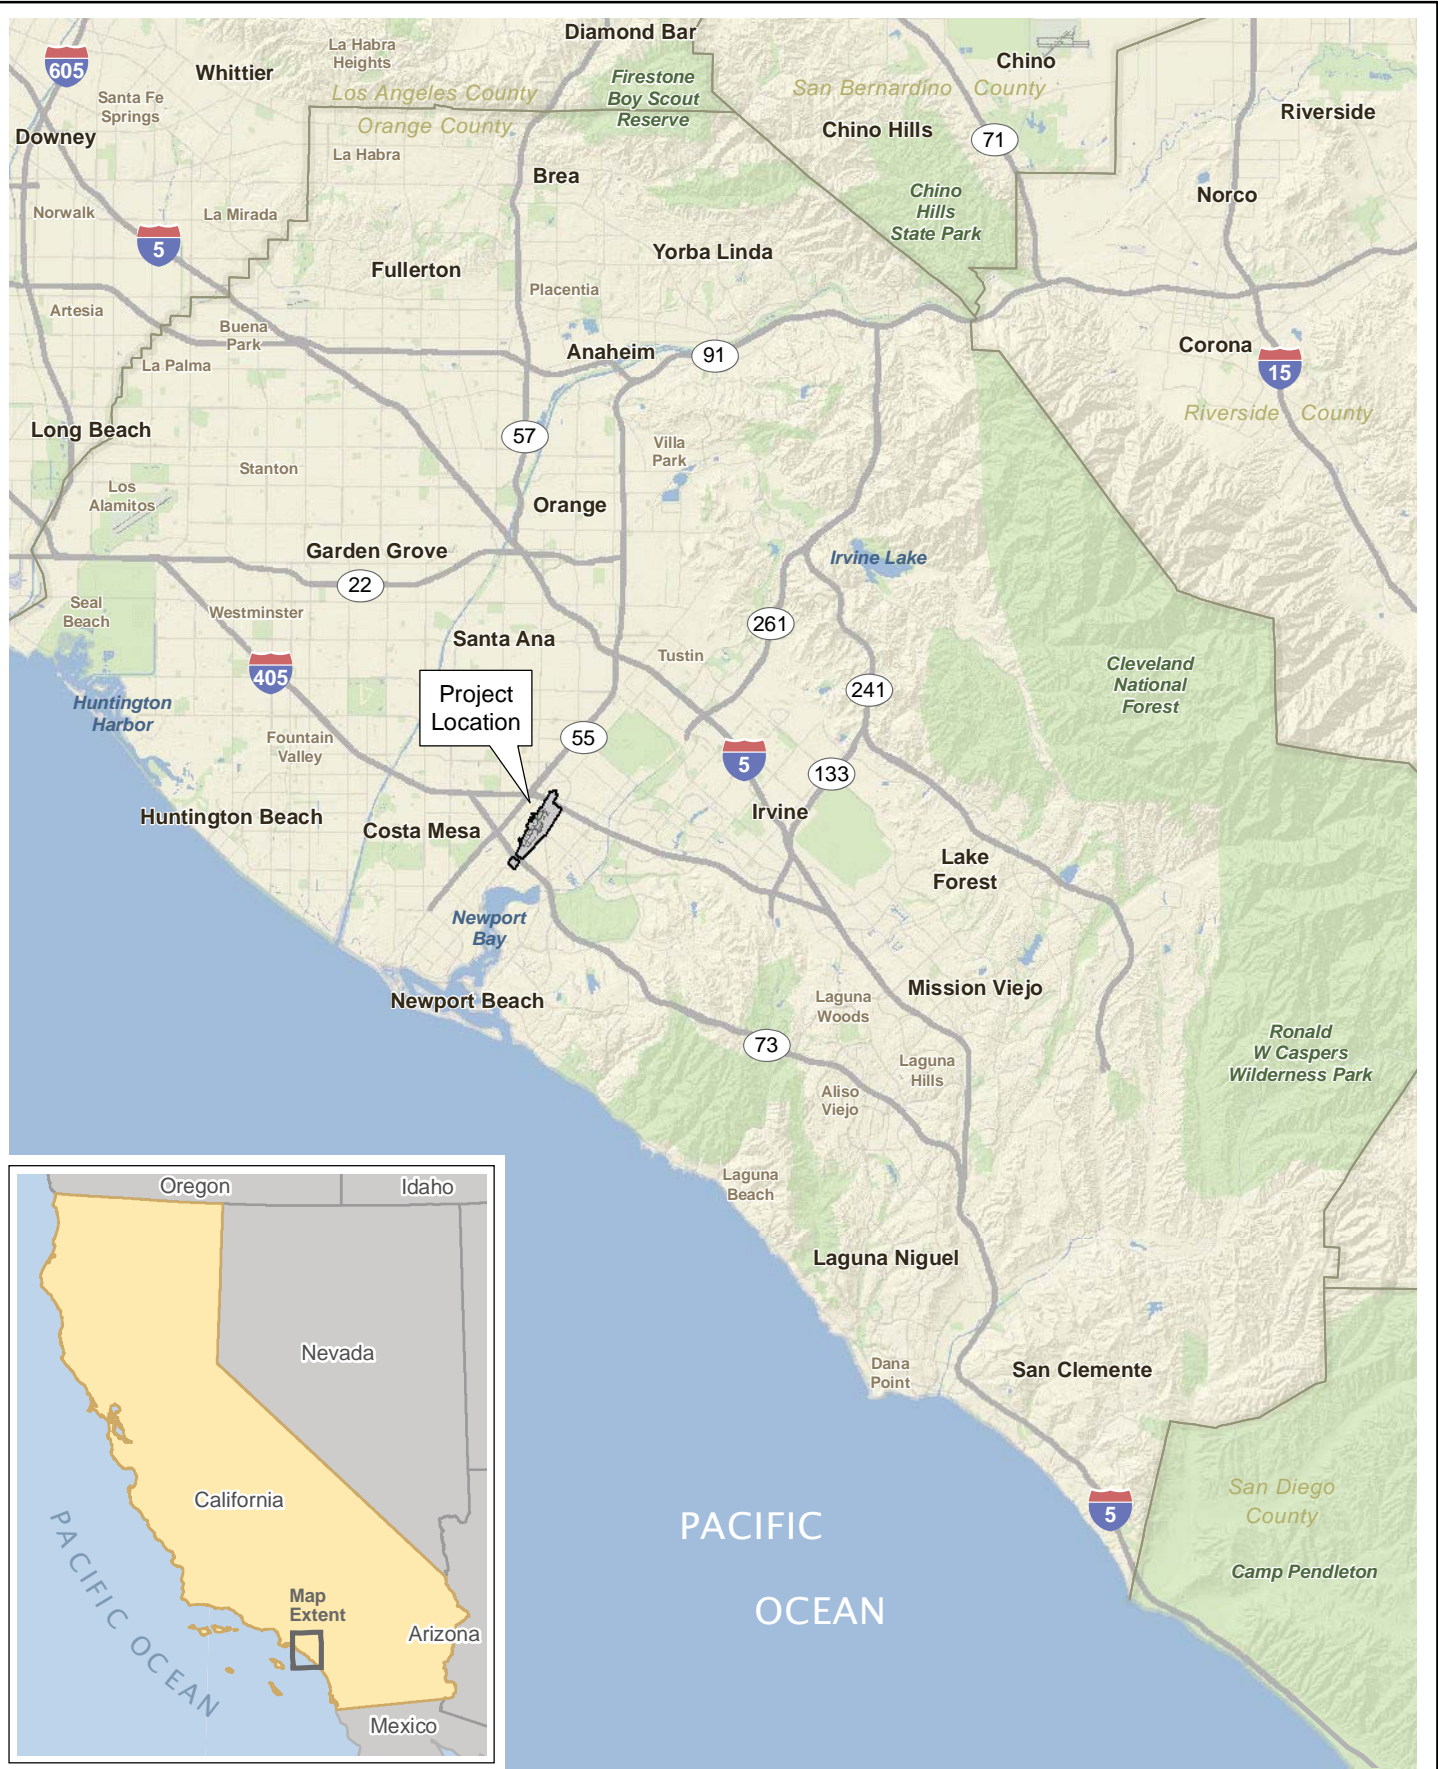 Diamond Bar
La Habra
Heights
605
Whittier
Chino
Firestone
Boy Scout
Reserve
San Bernardino County
Los Angeles County
Santa Fe
Springs
Orange County
Riverside
Downey
Chino Hills
71
La Habra
Brea
Chino
Hills
State Park
Norco
Norwalk
La Mirada
5
Yorba Linda
Fullerton
Placentia
Artesia
Buena
Park
Anaheim
91
Corona
La Palma
15
Riverside County
Long Beach
57
Villa
Park
Stanton
Los
Alamitos
Orange
Garden Grove
Irvine Lake
22
Seal
Beach
Westminster
261
Santa Ana
Tustin
405
Cleveland
National
Forest
241
Project
Location
Huntington
Harbor
Fountain
Valley
55
5
133
Huntington Beach
Costa Mesa
Irvine
Lake
Forest
Newport
Bay
Newport Beach
Mission Viejo
Laguna
Woods
73
Ronald
W Caspers
Wilderness Park
Laguna
Hills
Aliso
Viejo
Laguna
Beach
Laguna Niguel
Dana
Point
San Clemente
San Diego
County
5
Camp Pendleton
PACIFIC
OCEAN
Oregon
Idaho
Nevada
California
PACIFIC OCEAN
Map
Extent
Arizona
Mexico